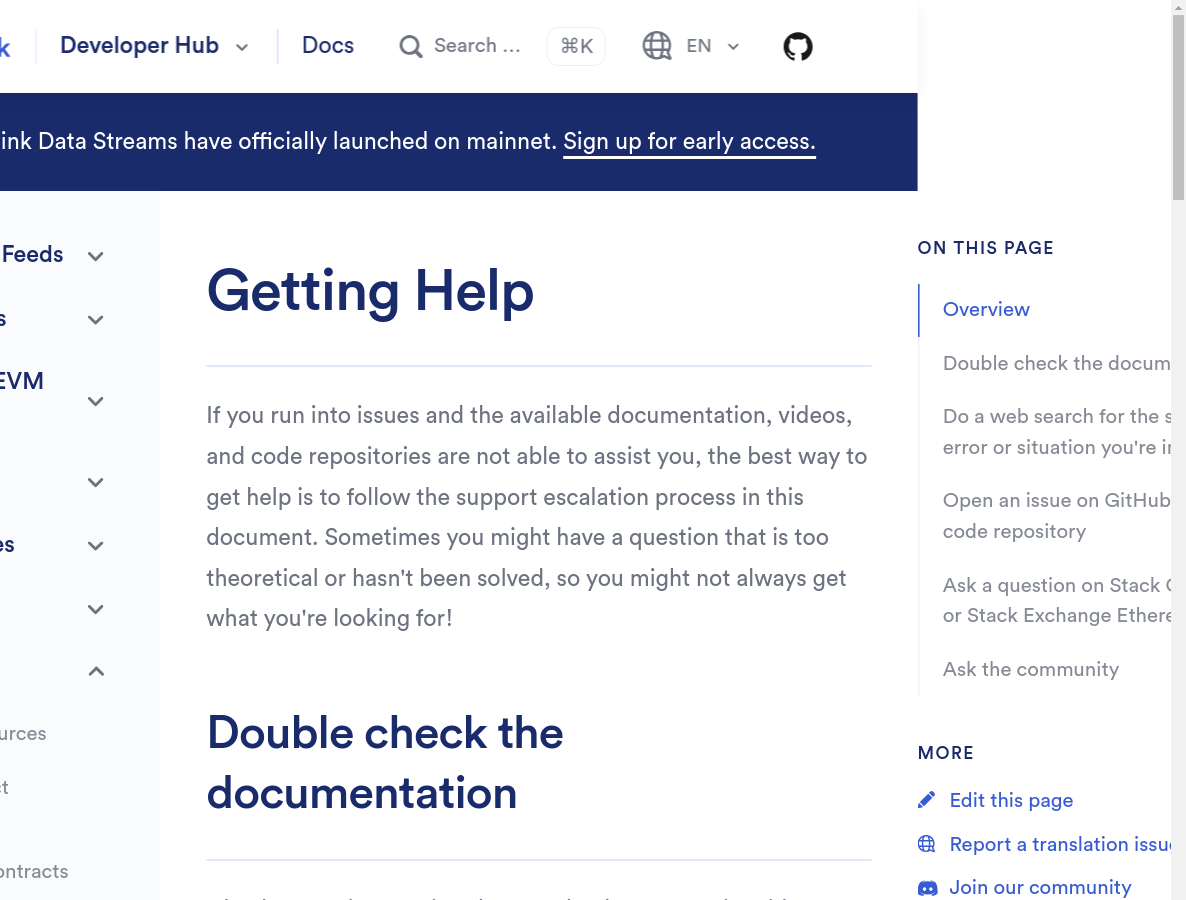 k
Developer Hub
Docs
Search ...
⌘K
EN
ink Data Streams have officially launched on mainnet. Sign up for early access.
Feeds
s
EVM
es
urces
ct
ontracts
Getting Help
If you run into issues and the available documentation, videos,
and code repositories are not able to assist you, the best way to
get help is to follow the support escalation process in this
document. Sometimes you might have a question that is too
theoretical or hasn't been solved, so you might not always get
what you're looking for!
Double check the
documentation
ON THIS PAGE
Overview
Double check the docum
Do a web search for the s
error or situation you're in
Open an issue on GitHub
code repository
Ask a question on Stack
or Stack Exchange Ethere
Ask the community
MORE
Edit this page
Report a translation issue
Join our community